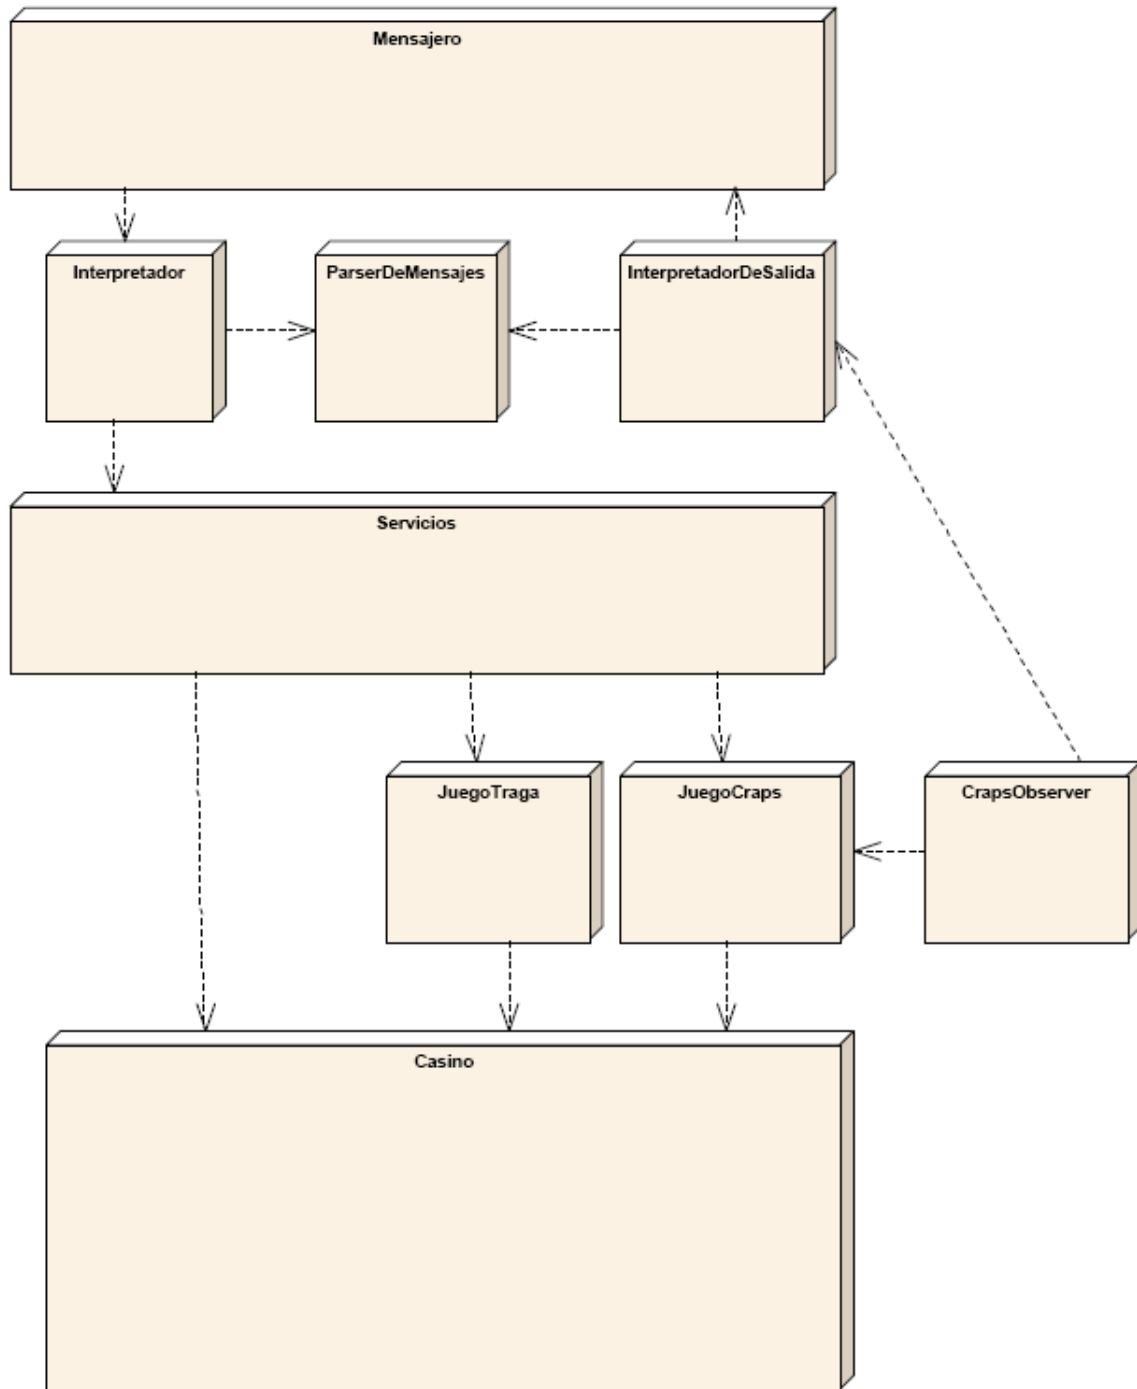 Mensajero
Interpretador
ParserDeMensajes
InterpretadorDeSalida
Servicios
JuegoTraga
JuegoCraps
CrapsObserver
Casino